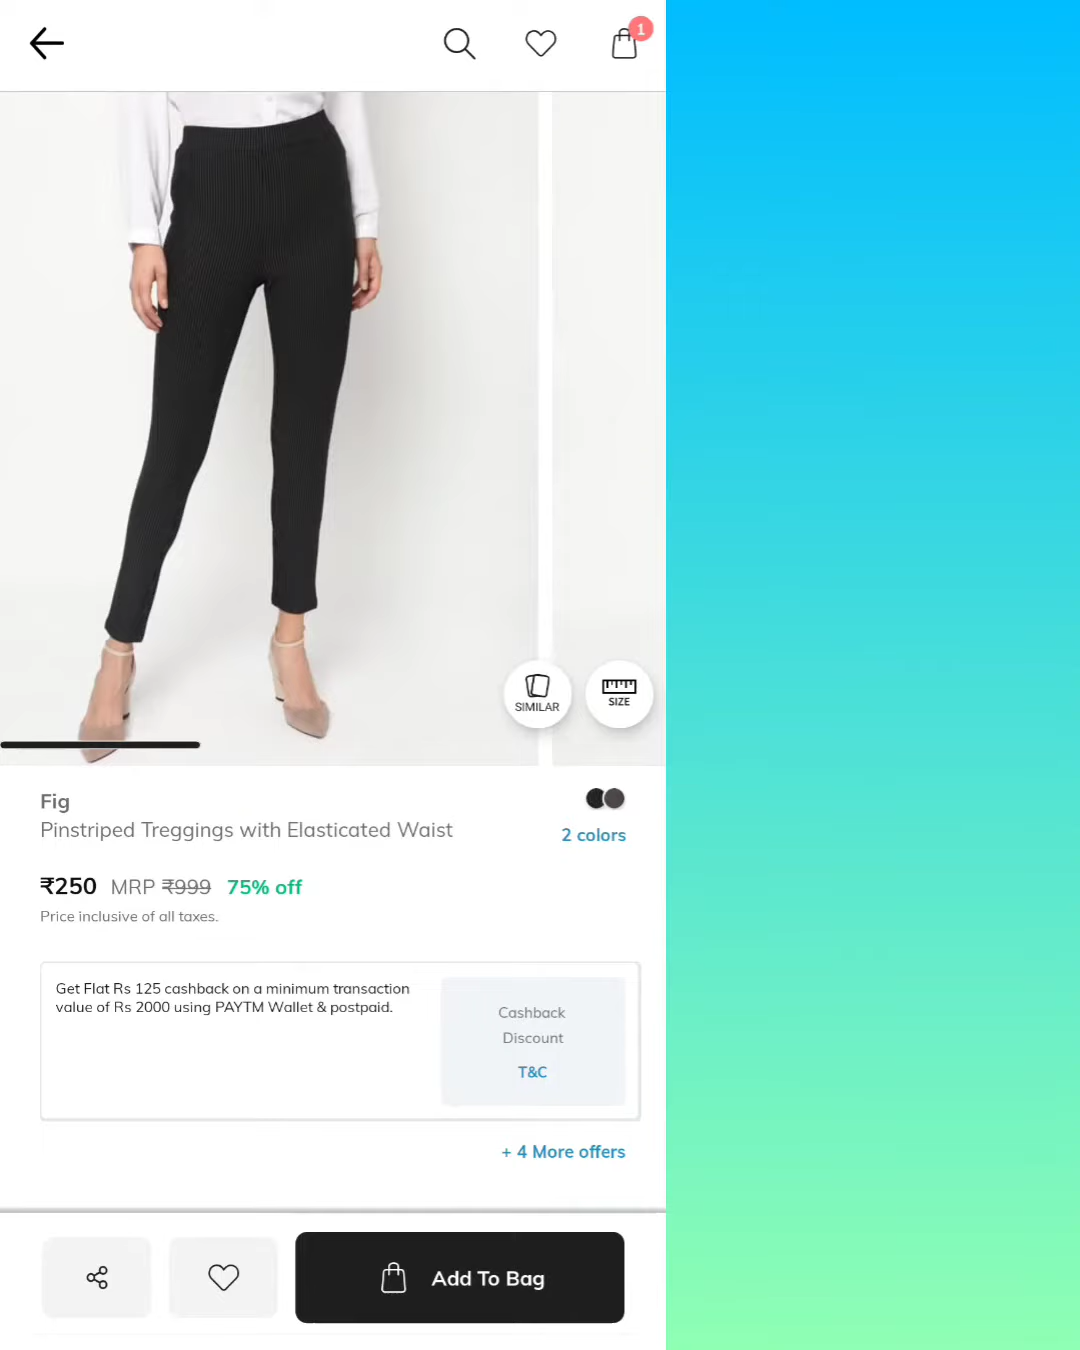 1
SIMILAR
SIZE
Fig
Pinstriped Treggings with Elasticated Waist
2 colors
₹250 MRP ₹999 75% off
Price inclusive of all taxes.
Get Flat Rs 125 cashback on a minimum transaction
value of Rs 2000 using PAYTM Wallet & postpaid.
Cashback
Discount
T&C
+ 4 More offers
Add To Bag